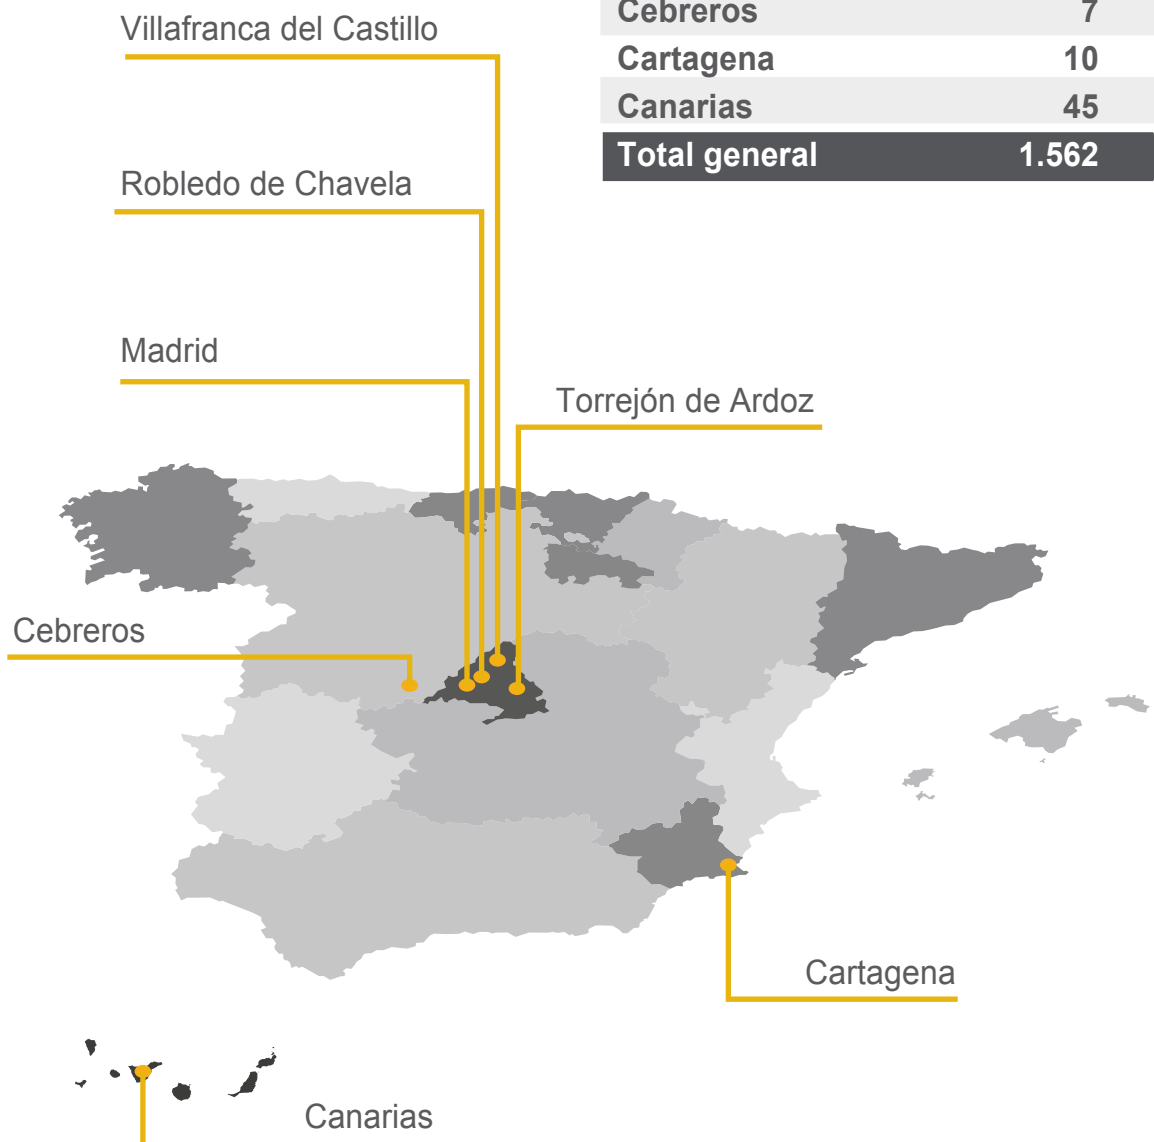 Villafranca del Castillo
Cebreros 7
Cartagena 10
Canarias 45
Total general 1.562
Robledo de Chavela
Madrid
Torrejón de Ardoz
Cebreros
Cartagena
Canarias